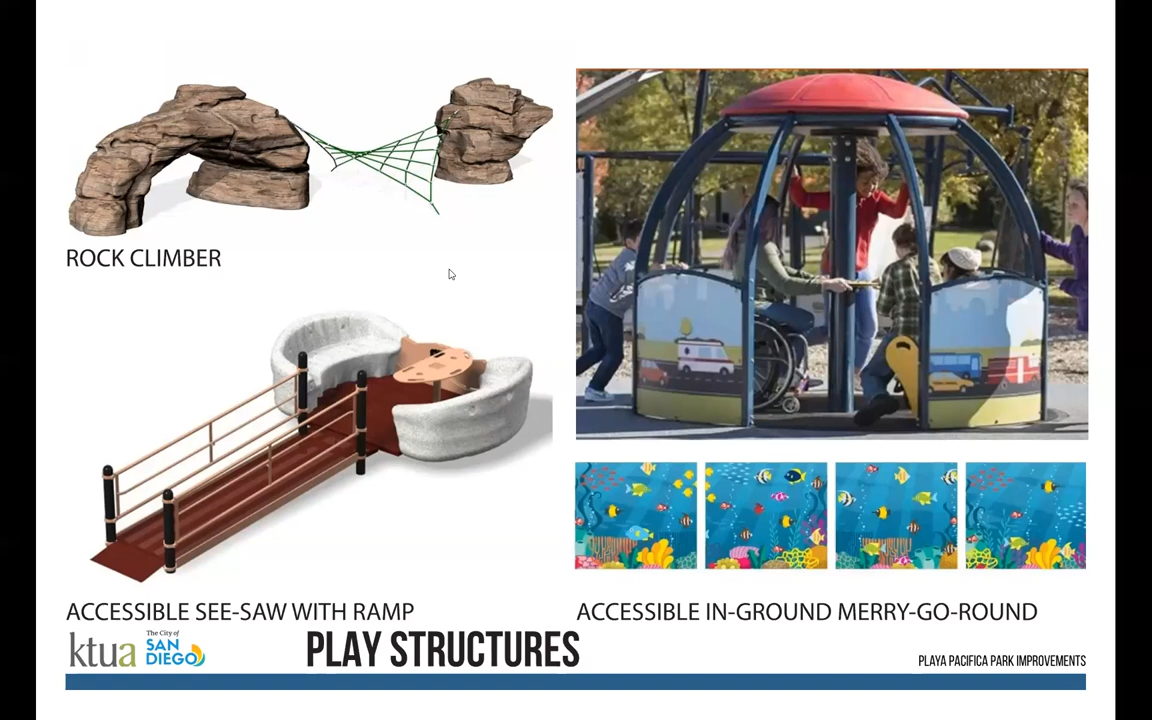 ROCK CLIMBER
ACCESSIBLE SEE-SAW WITH RAMP
ACCESSIBLE IN-GROUND MERRY-GO-ROUND
ktua
The City of
SAN
DIEGO
PLAY STRUCTURES
PLAYA PACIFICA PARK IMPROVEMENTS